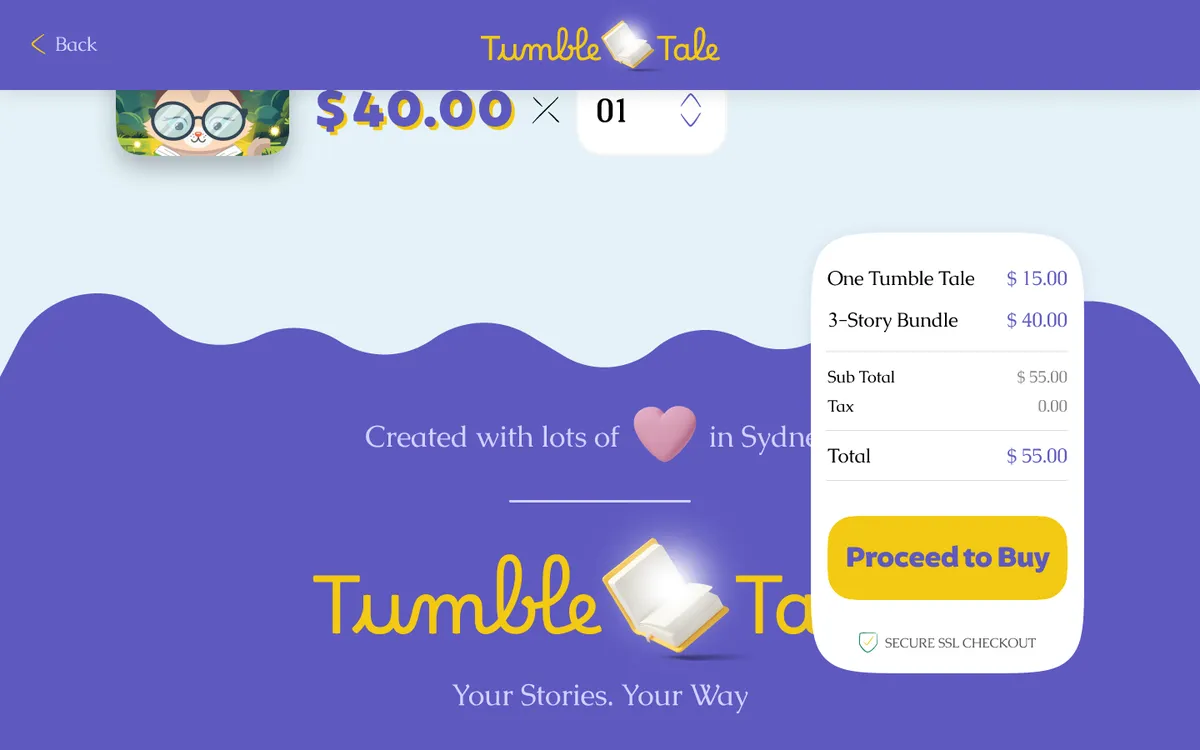 Back
Tumble Tale
$40.00
01
One Tumble Tale $ 15.00
3-Story Bundle $ 40.00
Sub Total $ 55.00
Tax 0.00
Total $ 55.00
Proceed to Buy
SECURE SSL CHECKOUT
Created with lots of in
Tumble
Your Stories. Your Way